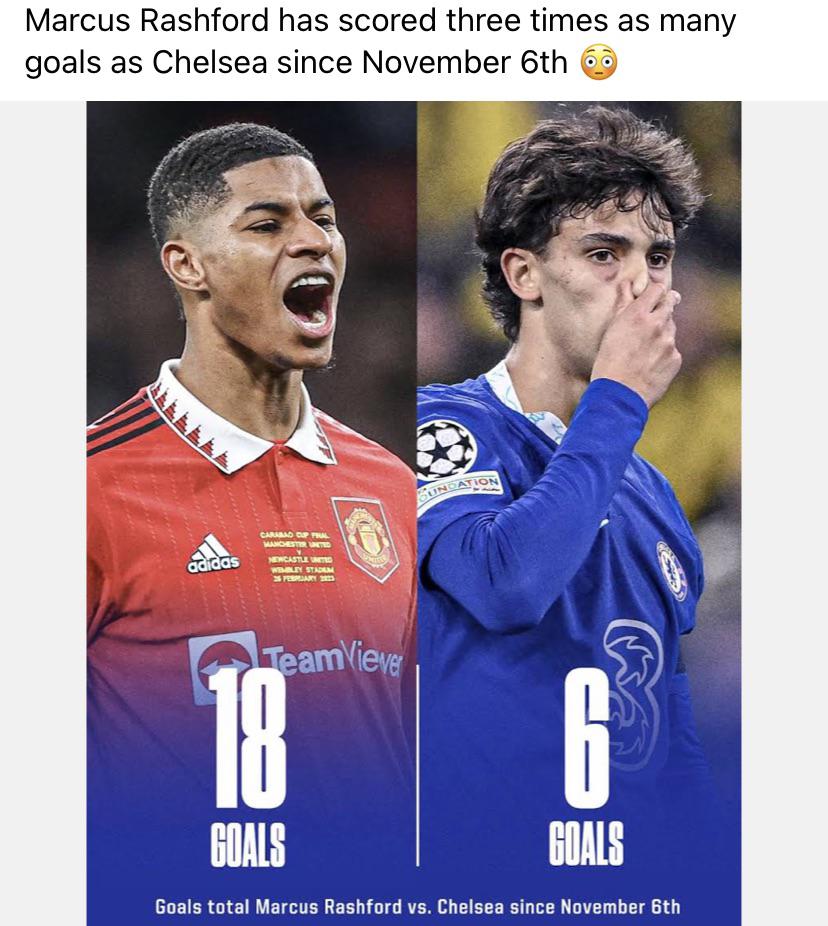 Marcus Rashford has scored three times as many
goals as Chelsea since November 6th 😳
UNDATION
adidas
CARABAO CUP FINAL
MANCHESTER UNITED
V
NEWCASTLE UNITED
WEMBLEY STADIUM
26 FEBRUARY 2023
TeamViewer
3
18
6
GOALS
GOALS
Goals total Marcus Rashford vs. Chelsea since November 6th